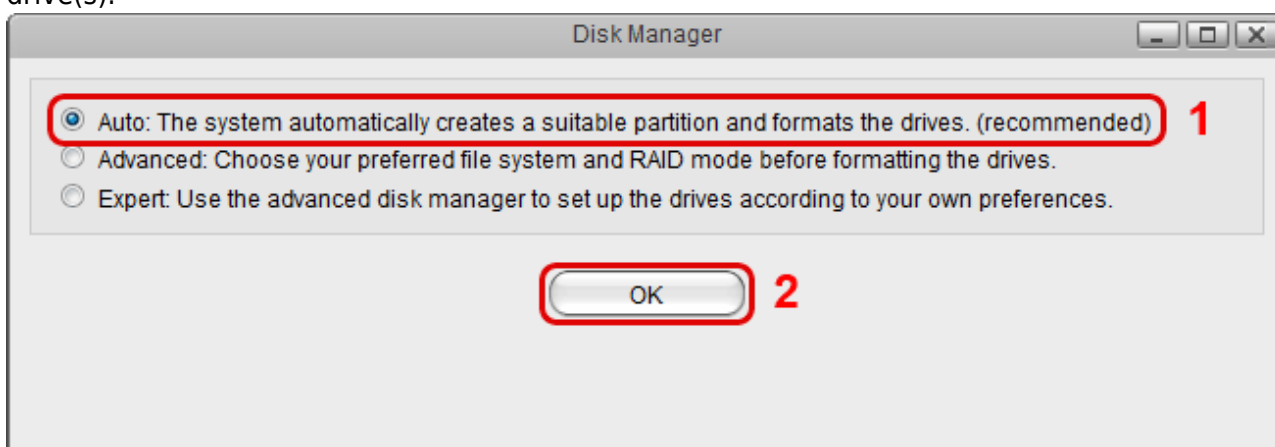 drive(s).
Disk Manager
Auto: The system automatically creates a suitable partition and formats the drives. (recommended) 1
Advanced: Choose your preferred file system and RAID mode before formatting the drives.
Expert: Use the advanced disk manager to set up the drives according to your own preferences.
OK 2